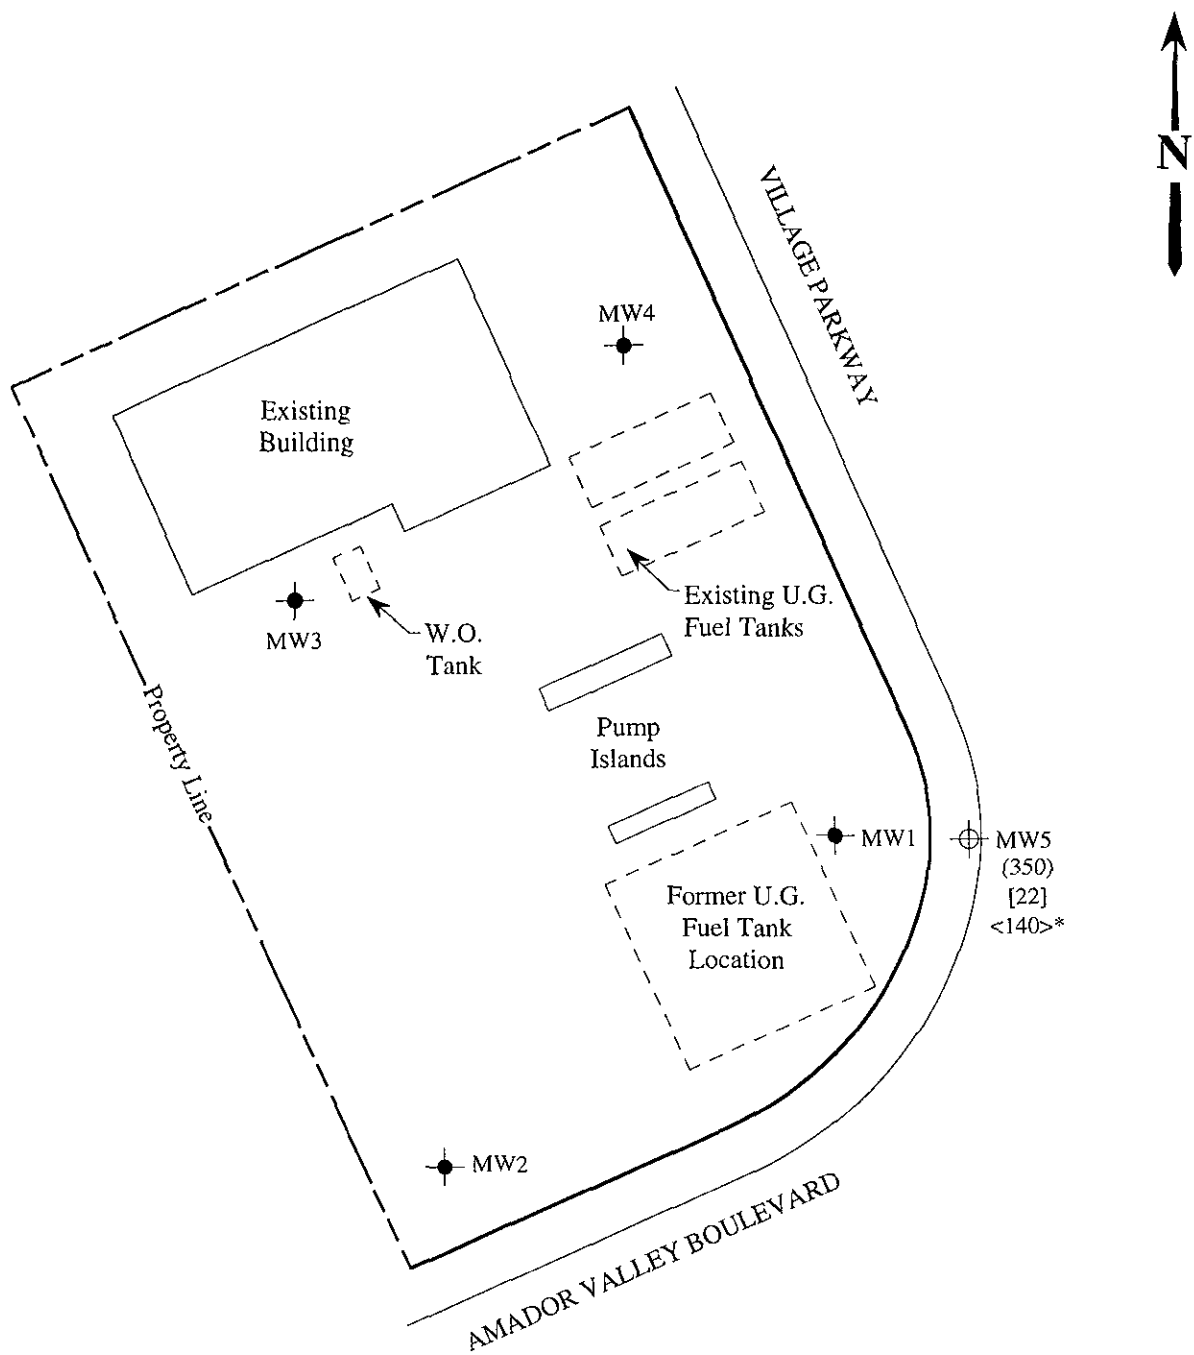 N
VILLAGE PARKWAY
MW4
Existing
Building
Existing U.G.
Fuel Tanks
MW3
W.O.
Tank
Property Line
Pump
Islands
MW1
MW5
(350)
[22]
<140>*
Former U.G.
Fuel Tank
Location
MW2
AMADOR VALLEY BOULEVARD